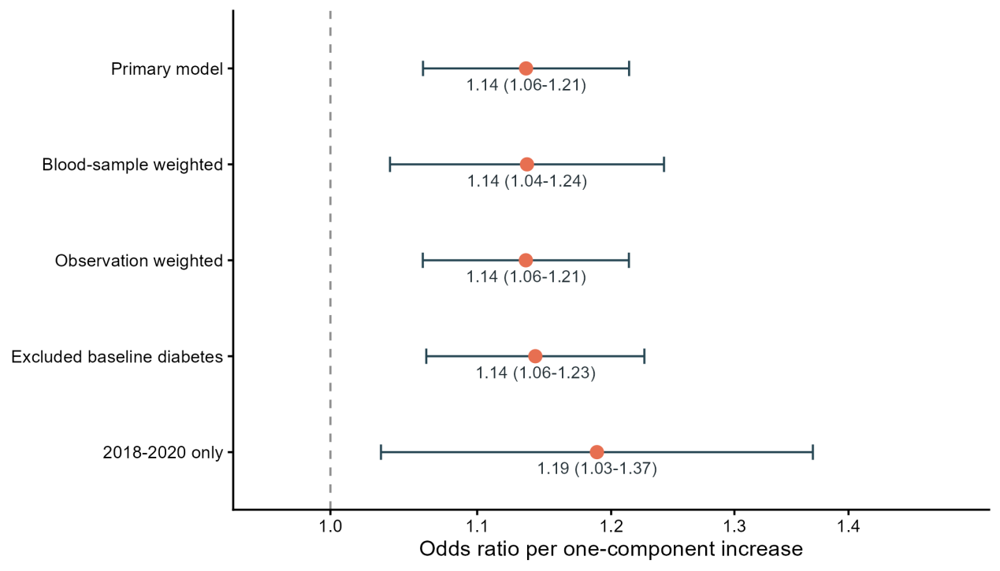 Primary model
1.14 (1.06-1.21)
Blood-sample weighted
1.14 (1.04-1.24)
Observation weighted
1.14 (1.06-1.21)
Excluded baseline diabetes
1.14 (1.06-1.23)
2018-2020 only
1.19 (1.03-1.37)
1.0 1.1 1.2 1.3 1.4
Odds ratio per one-component increase